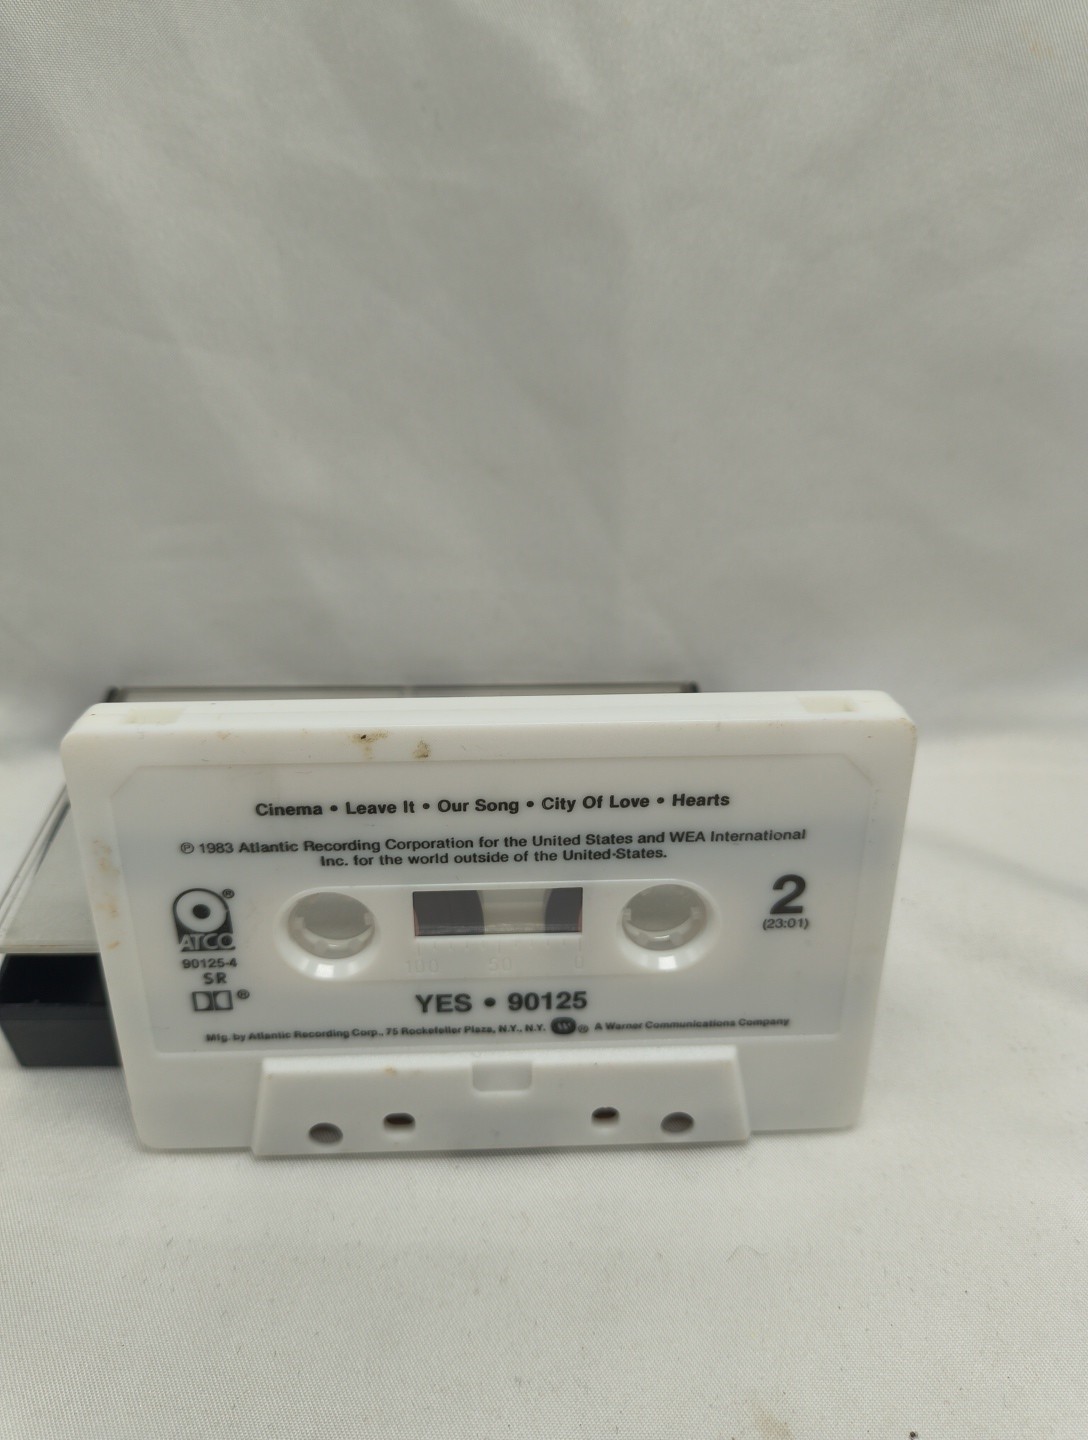 Cinema • Leave It • Our Song • City Of Love • Hearts
℗ 1983 Atlantic Recording Corporation for the United States and WEA International
Inc. for the world outside of the United-States.
ATCO®
90125-4
SR
®
2
(23:01)
100 50 0
YES • 90125
Mfg. by Atlantic Recording Corp., 75 Rockefeller Plaza, N.Y., N.Y. W® A Warner Communications Company